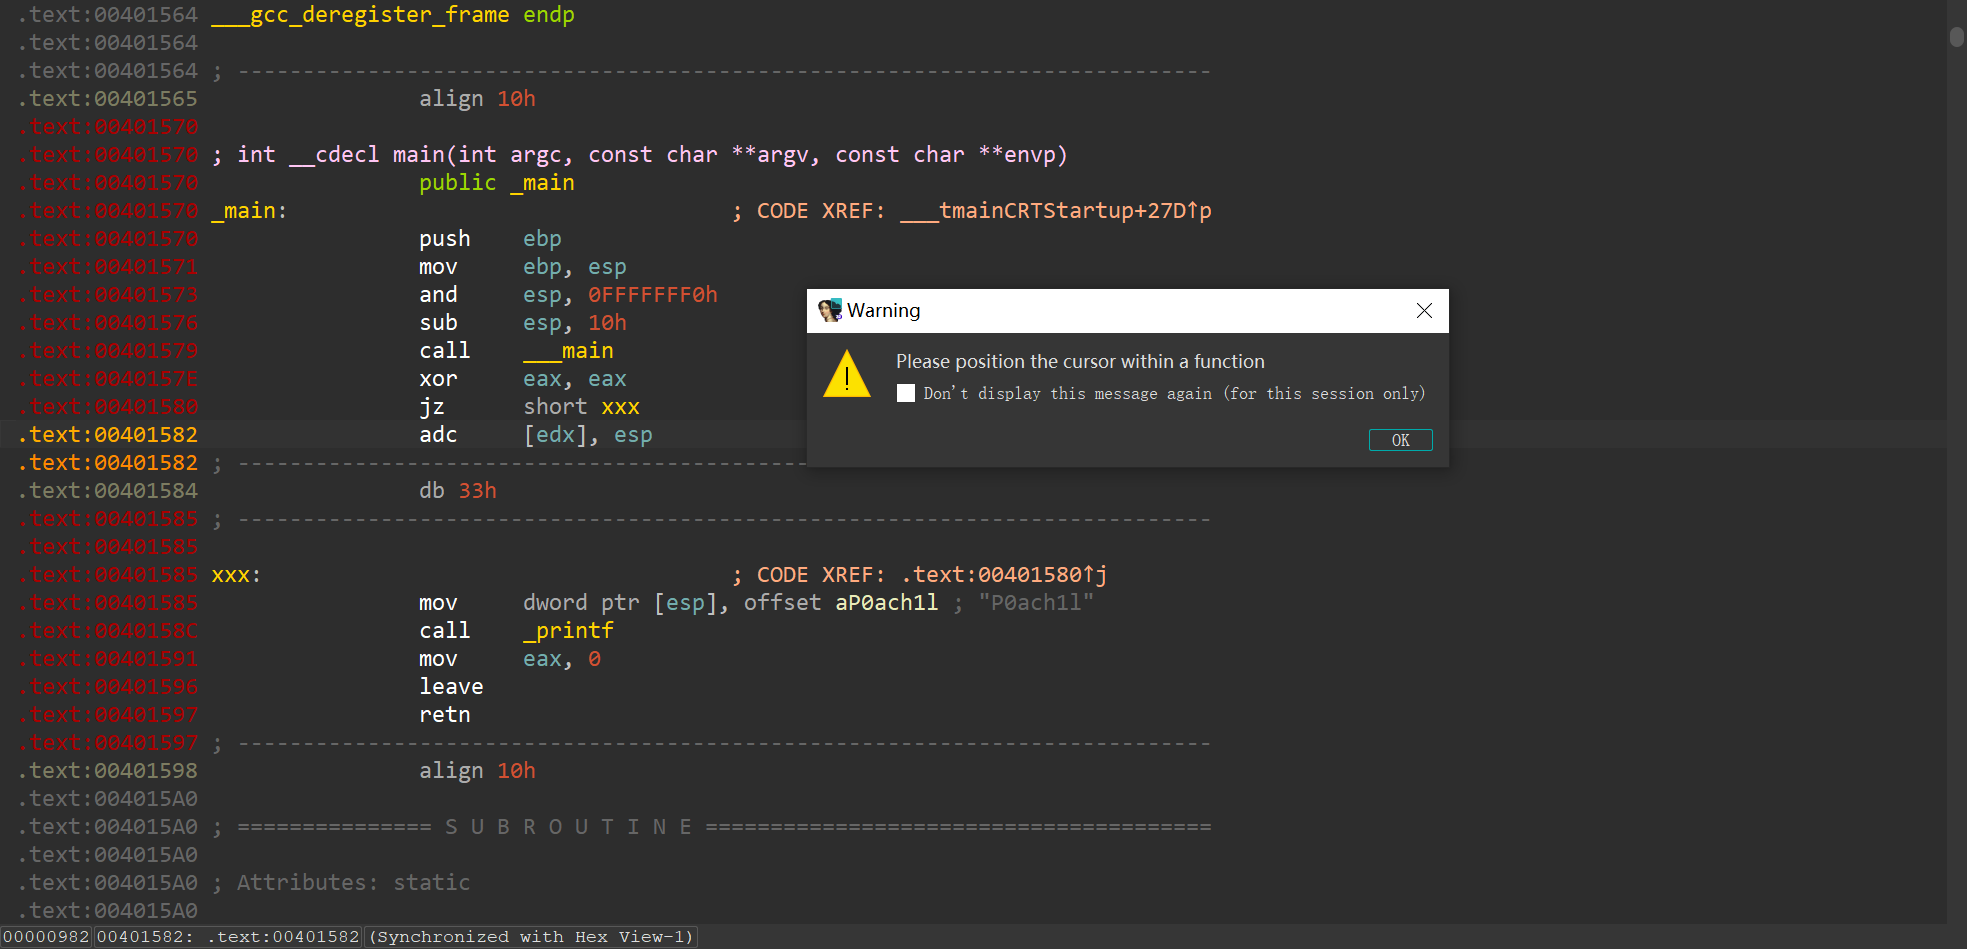 .text:00401564 ___gcc_deregister_frame endp
.text:00401564
.text:00401564 ; ---------------------------------------------------------------------------
.text:00401565                 align 10h
.text:00401570
.text:00401570 ; int __cdecl main(int argc, const char **argv, const char **envp)
.text:00401570                 public _main
.text:00401570 _main:                                  ; CODE XREF: ___tmainCRTStartup+27D↑p
.text:00401570                 push    ebp
.text:00401571                 mov     ebp, esp
.text:00401573                 and     esp, 0FFFFFFF0h
.text:00401576                 sub     esp, 10h
.text:00401579                 call    ___main
.text:0040157E                 xor     eax, eax
.text:00401580                 jz      short xxx
.text:00401582                 adc     [edx], esp
.text:00401582 ; --------------------------------------------
.text:00401584                 db 33h
.text:00401585 ; ---------------------------------------------------------------------------
.text:00401585
.text:00401585 xxx:                                    ; CODE XREF: .text:00401580↑j
.text:00401585                 mov     dword ptr [esp], offset aP0ach1l ; "P0ach1l"
.text:0040158C                 call    _printf
.text:00401591                 mov     eax, 0
.text:00401596                 leave
.text:00401597                 retn
.text:00401597 ; ---------------------------------------------------------------------------
.text:00401598                 align 10h
.text:004015A0
.text:004015A0 ; =============== S U B R O U T I N E =======================================
.text:004015A0
.text:004015A0 ; Attributes: static
.text:004015A0
Warning
Please position the cursor within a function
Don't display this message again (for this session only)
OK
00000982 00401582: .text:00401582 (Synchronized with Hex View-1)